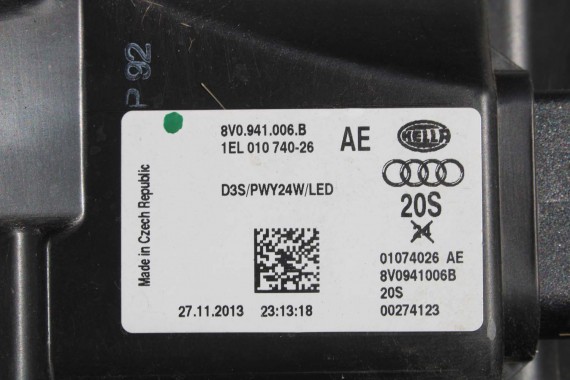 P 92
8V0.941.006.B
1EL 010 740-26
AE
HELLA
D3S/PWY24W/LED
20S
24
Made in Czech Republic
01074026 AE
8V0941006B
20S
00274123
27.11.2013 23:13:18